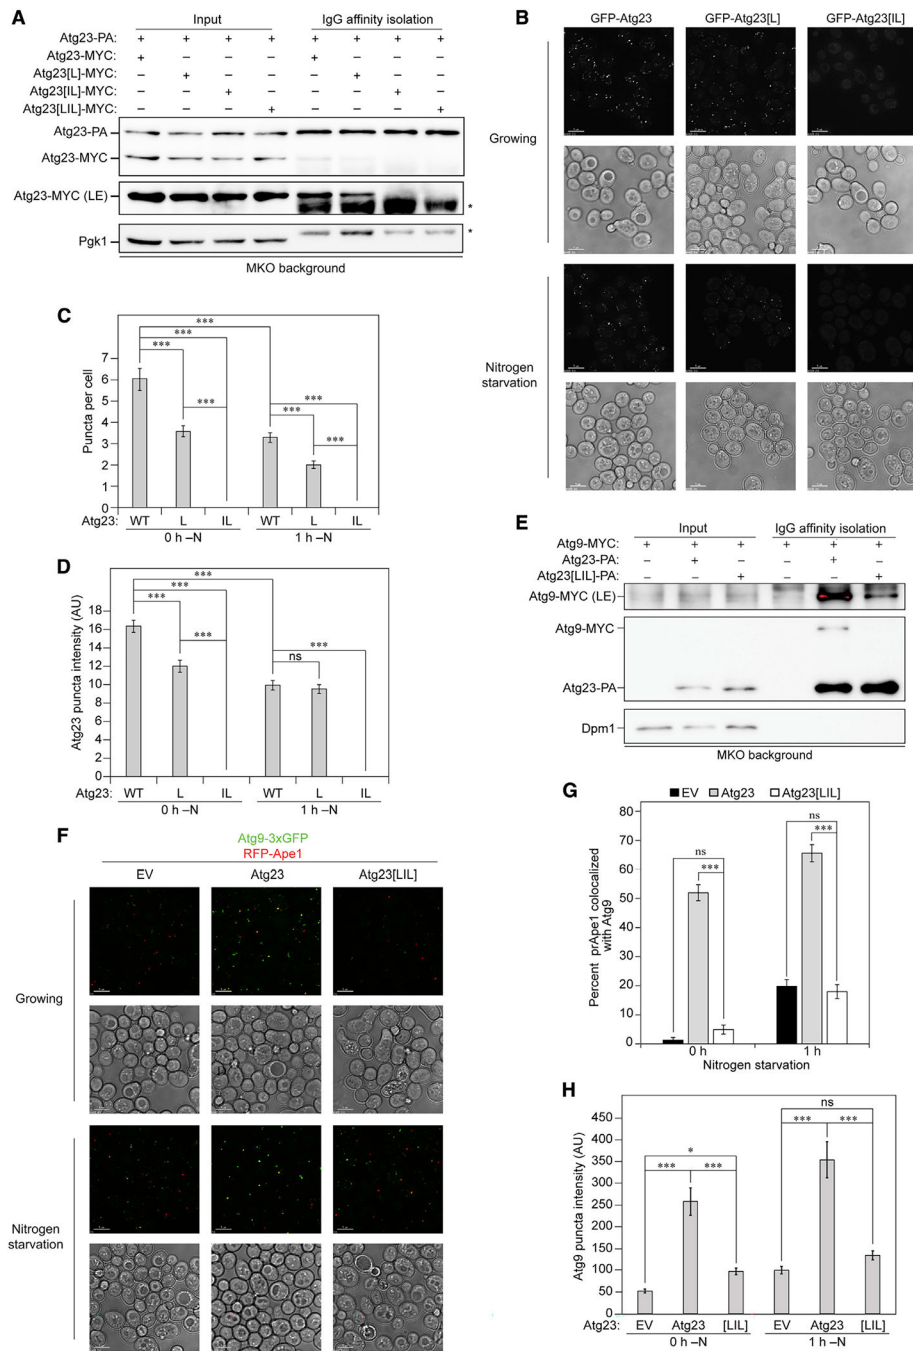 A
Input
IgG affinity isolation
Atg23-PA: + + + + + + + +
Atg23-MYC: + – – – + – – –
Atg23[L]-MYC: – + – – – + – –
Atg23[IL]-MYC: – – + – – – + –
Atg23[LIL]-MYC: – – – + – – – +
Atg23-PA
Atg23-MYC
Atg23-MYC (LE)
*
*
Pgk1
MKO background
B
GFP-Atg23
GFP-Atg23[L]
GFP-Atg23[IL]
Growing
Nitrogen
starvation
C
***
***
***
***
***
***
***
***
Puncta per cell
6
5
4
3
2
1
0
Atg23:
WT
L
IL
WT
L
IL
0 h –N
1 h –N
D
***
***
***
***
***
ns
Atg23 puncta intensity (AU)
16
14
12
10
8
6
4
2
0
Atg23:
WT
L
IL
WT
L
IL
0 h –N
1 h –N
E
Input
IgG affinity isolation
Atg9-MYC: + + + + + +
Atg23-PA: – + – – + –
Atg23[LIL]-PA: – – + – – +
Atg9-MYC (LE)
Atg9-MYC
Atg23-PA
Dpm1
MKO background
F
Atg9-3xGFP
RFP-Ape1
EV
Atg23
Atg23[LIL]
Growing
Nitrogen
starvation
G
EV
Atg23
Atg23[LIL]
ns
***
ns
***
Percent prApe1 colocalized
with Atg9
80
70
60
50
40
30
20
10
0
0 h
1 h
Nitrogen starvation
H
ns
*** ***
*
*** ***
Atg9 puncta intensity (AU)
450
400
350
300
250
200
150
100
50
0
Atg23:
EV
Atg23
[LIL]
EV
Atg23
[LIL]
0 h –N
1 h –N